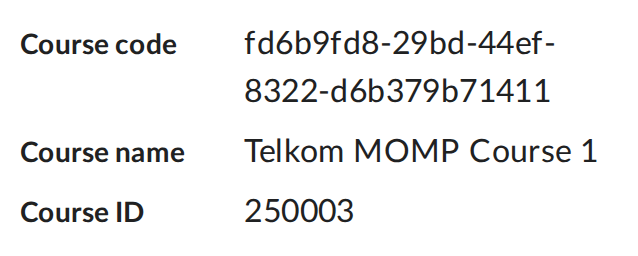 Course code fd6b9fd8-29bd-44ef-
8322-d6b379b71411
Course name Telkom MOMP Course 1
Course ID 250003